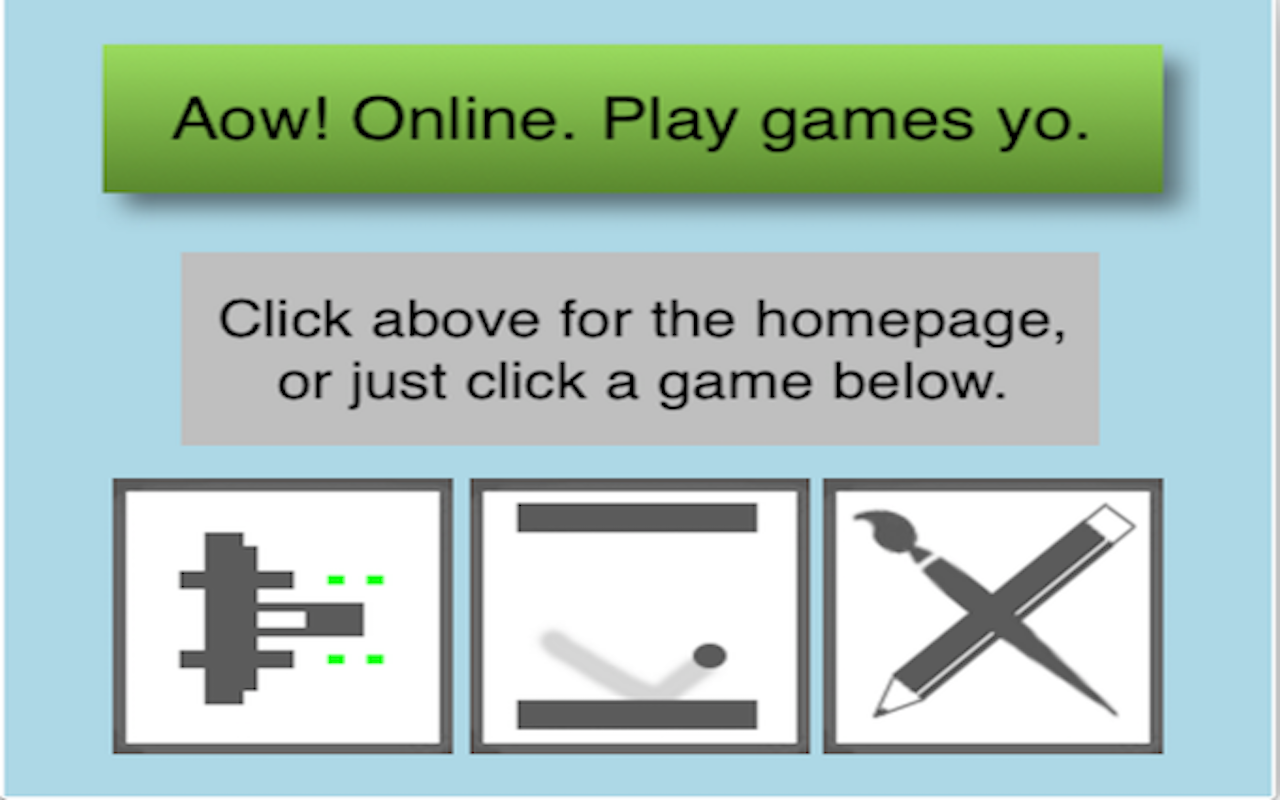 Aow! Online. Play games yo.
Click above for the homepage,
or just click a game below.